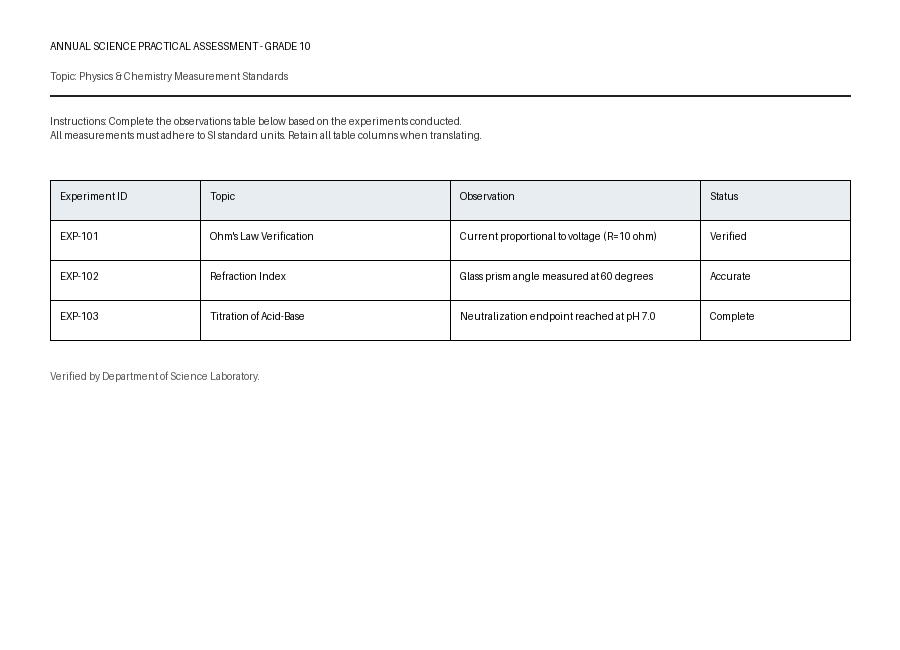 ANNUAL SCIENCE PRACTICAL ASSESSMENT - GRADE 10
Topic: Physics & Chemistry Measurement Standards
Instructions: Complete the observations table below based on the experiments conducted.
All measurements must adhere to SI standard units. Retain all table columns when translating.
Experiment ID Topic Observation Status
EXP-101 Ohm's Law Verification Current proportional to voltage (R=10 ohm) Verified
EXP-102 Refraction Index Glass prism angle measured at 60 degrees Accurate
EXP-103 Titration of Acid-Base Neutralization endpoint reached at pH 7.0 Complete
Verified by Department of Science Laboratory.